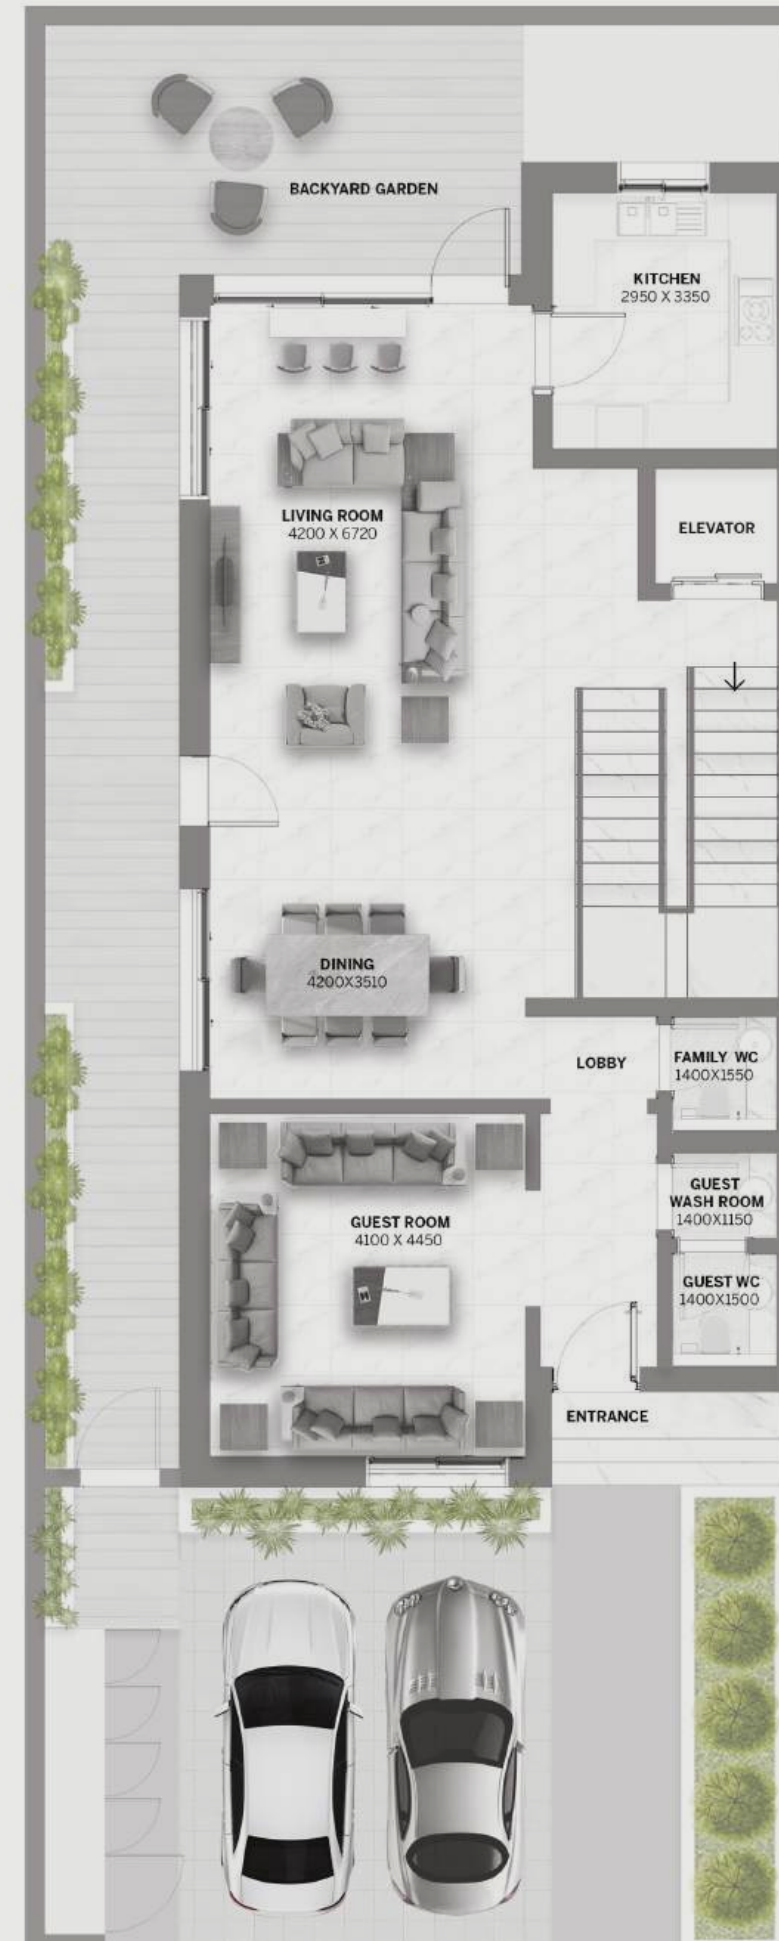 BACKYARD GARDEN
KITCHEN
2950 X 3350
LIVING ROOM
4200 X 6720
ELEVATOR
DINING
4200X3510
LOBBY
FAMILY WC
1400X1550
GUEST
WASH ROOM
1400X1150
GUEST ROOM
4100 X 4450
GUEST WC
1400X1500
ENTRANCE